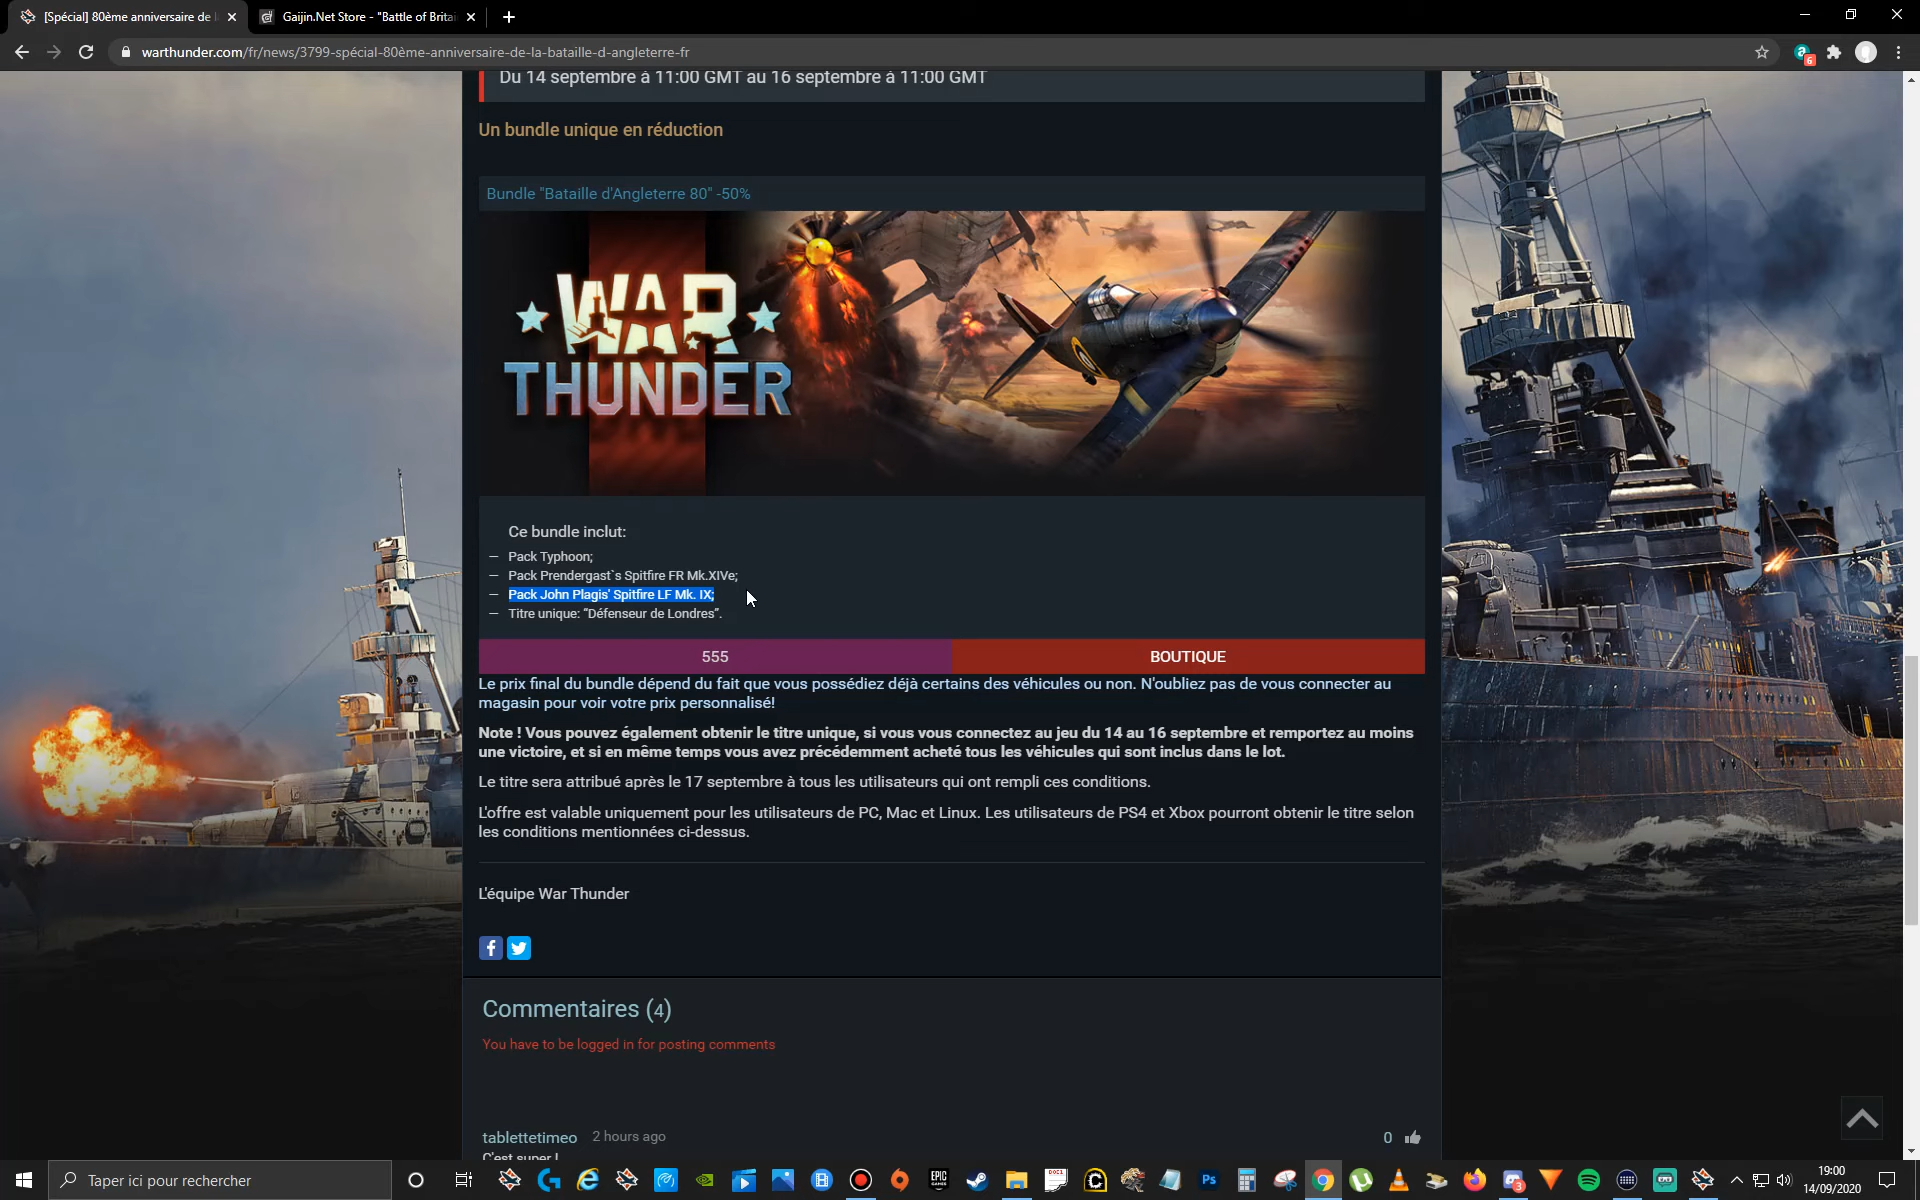 [Spécial] 80ème anniversaire de l
Gaijin.Net Store - "Battle of Britai
warthunder.com/fr/news/3799-spécial-80ème-anniversaire-de-la-bataille-d-angleterre-fr
6
Du 14 septembre à 11:00 GMT au 16 septembre à 11:00 GMT
Un bundle unique en réduction
Bundle "Bataille d'Angleterre 80" -50%
WAR
THUNDER
Ce bundle inclut:
— Pack Typhoon;
— Pack Prendergast`s Spitfire FR Mk.XIVe;
— Pack John Plagis' Spitfire LF Mk. IX;
— Titre unique: “Défenseur de Londres”.
555
BOUTIQUE
Le prix final du bundle dépend du fait que vous possédiez déjà certains des véhicules ou non. N'oubliez pas de vous connecter au
magasin pour voir votre prix personnalisé!
Note ! Vous pouvez également obtenir le titre unique, si vous vous connectez au jeu du 14 au 16 septembre et remportez au moins
une victoire, et si en même temps vous avez précédemment acheté tous les véhicules qui sont inclus dans le lot.
Le titre sera attribué après le 17 septembre à tous les utilisateurs qui ont rempli ces conditions.
L'offre est valable uniquement pour les utilisateurs de PC, Mac et Linux. Les utilisateurs de PS4 et Xbox pourront obtenir le titre selon
les conditions mentionnées ci-dessus.
L'équipe War Thunder
Commentaires (4)
You have to be logged in for posting comments
tablettetimeo 2 hours ago
0
C'est super !
Taper ici pour rechercher
EPIC
GAMES
Ps
3
19:00
14/09/2020